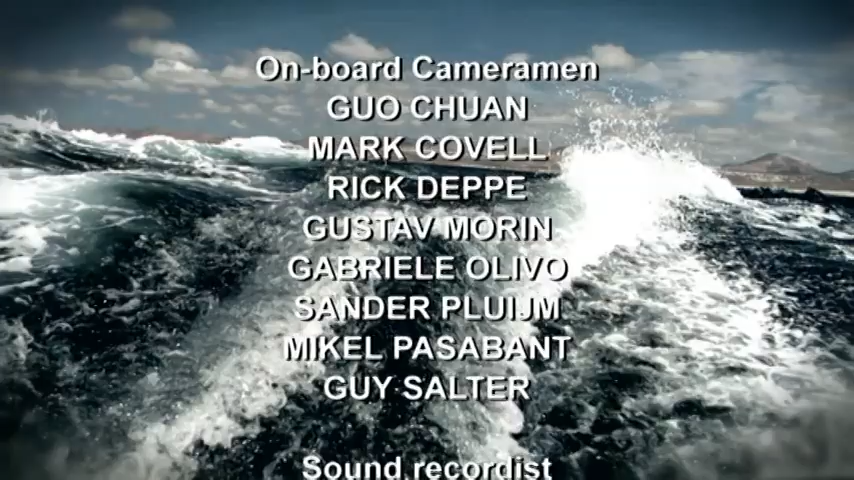 On-board Cameramen
GUO CHUAN
MARK COVELL
RICK DEPPE
GUSTAV MORIN
GABRIELE OLIVO
SANDER PLUIJM
MIKEL PASABANT
GUY SALTER
Sound recordist